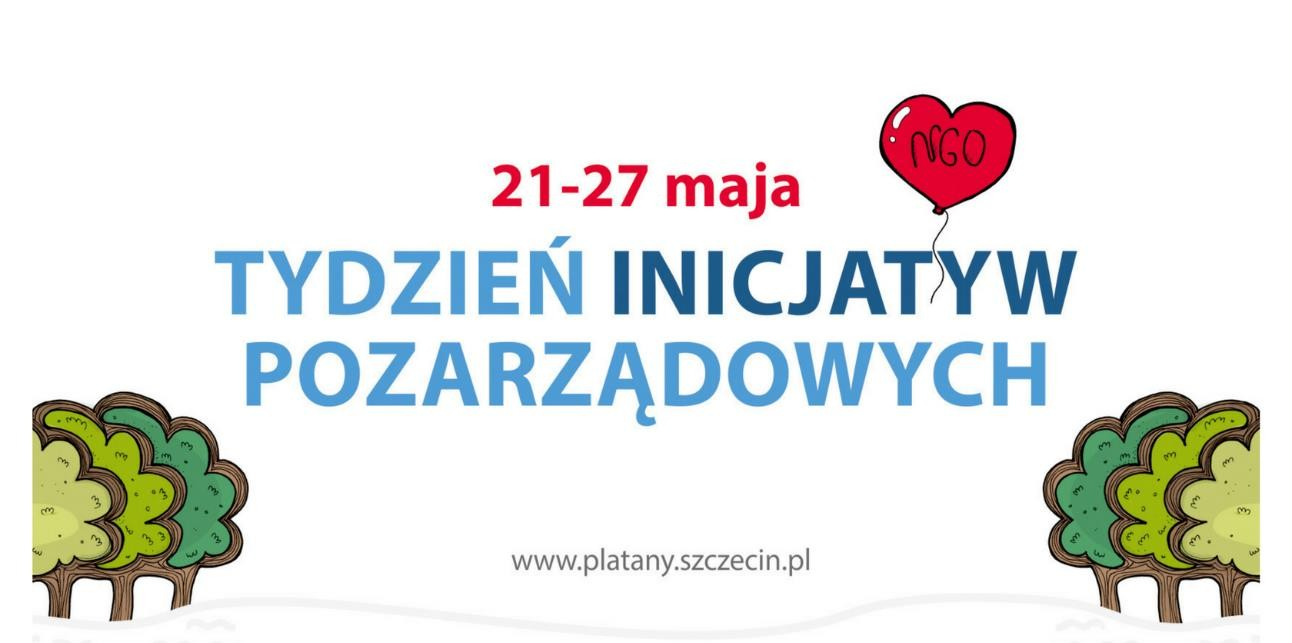 NGO
21-27 maja
TYDZIEŃ INICJATYW
POZARZĄDOWYCH
www.platany.szczecin.pl